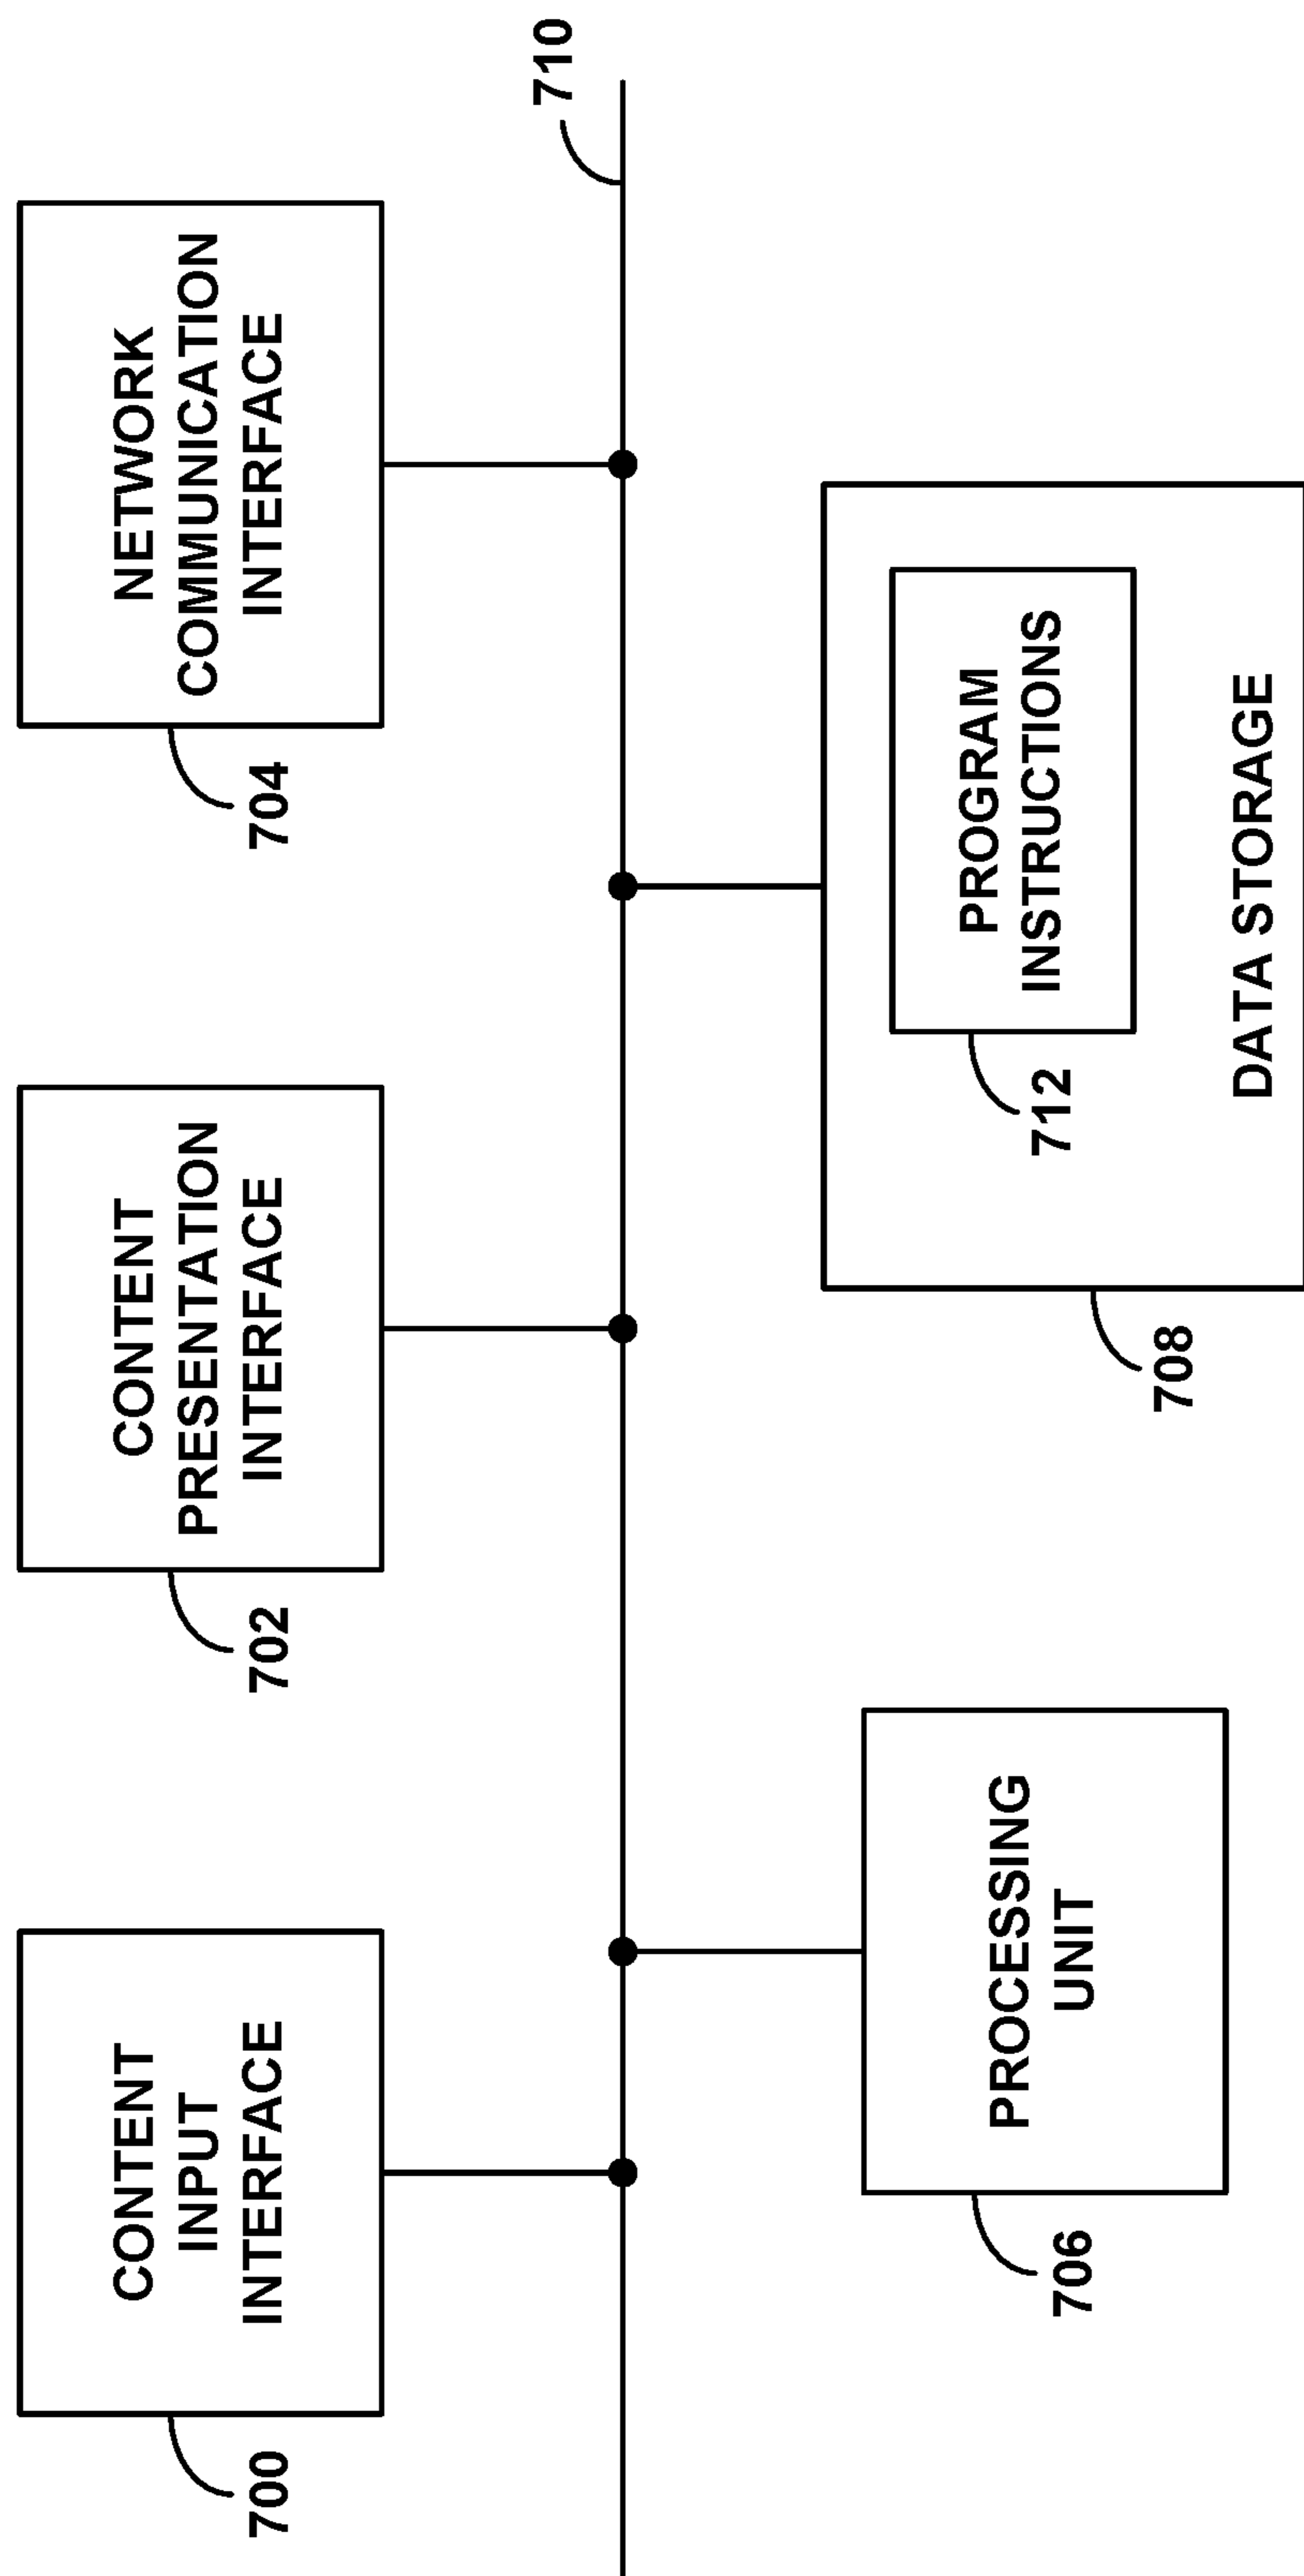 CONTENT
INPUT
INTERFACE
700
CONTENT
PRESENTATION
INTERFACE
702
NETWORK
COMMUNICATION
INTERFACE
704
710
PROCESSING
UNIT
706
PROGRAM
INSTRUCTIONS
712
DATA STORAGE
708